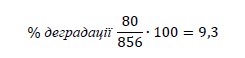 % деградації 80/856 · 100 = 9,3